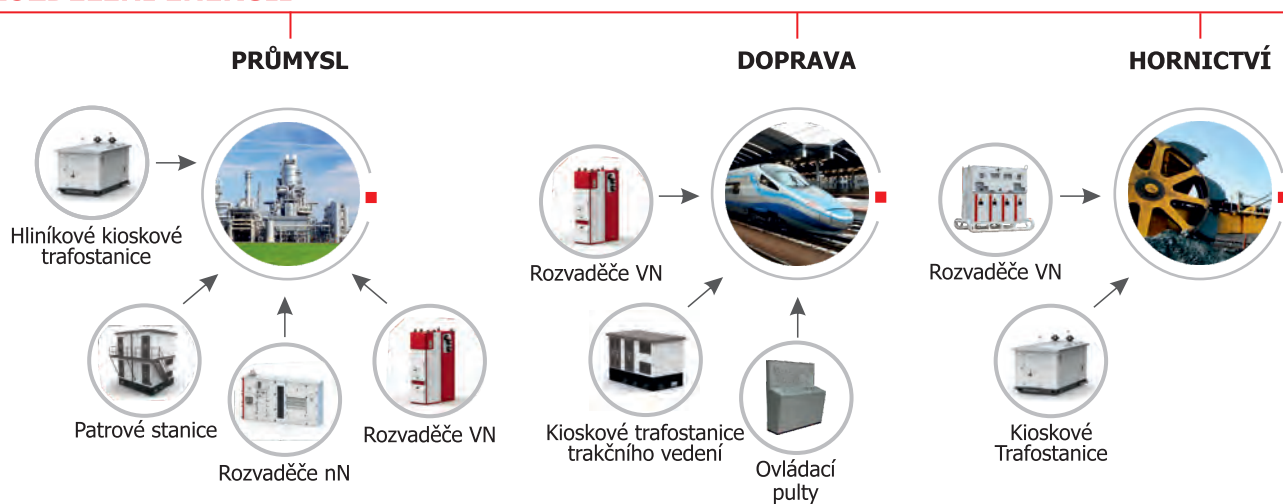 PRŮMYSL
Hliníkové kioskové
trafostanice
Patrové stanice
Rozvaděče nN
Rozvaděče VN
DOPRAVA
Rozvaděče VN
Kioskové trafostanice
trakčního vedení
Ovládací
pulty
HORNICTVÍ
Rozvaděče VN
Kioskové
Trafostanice